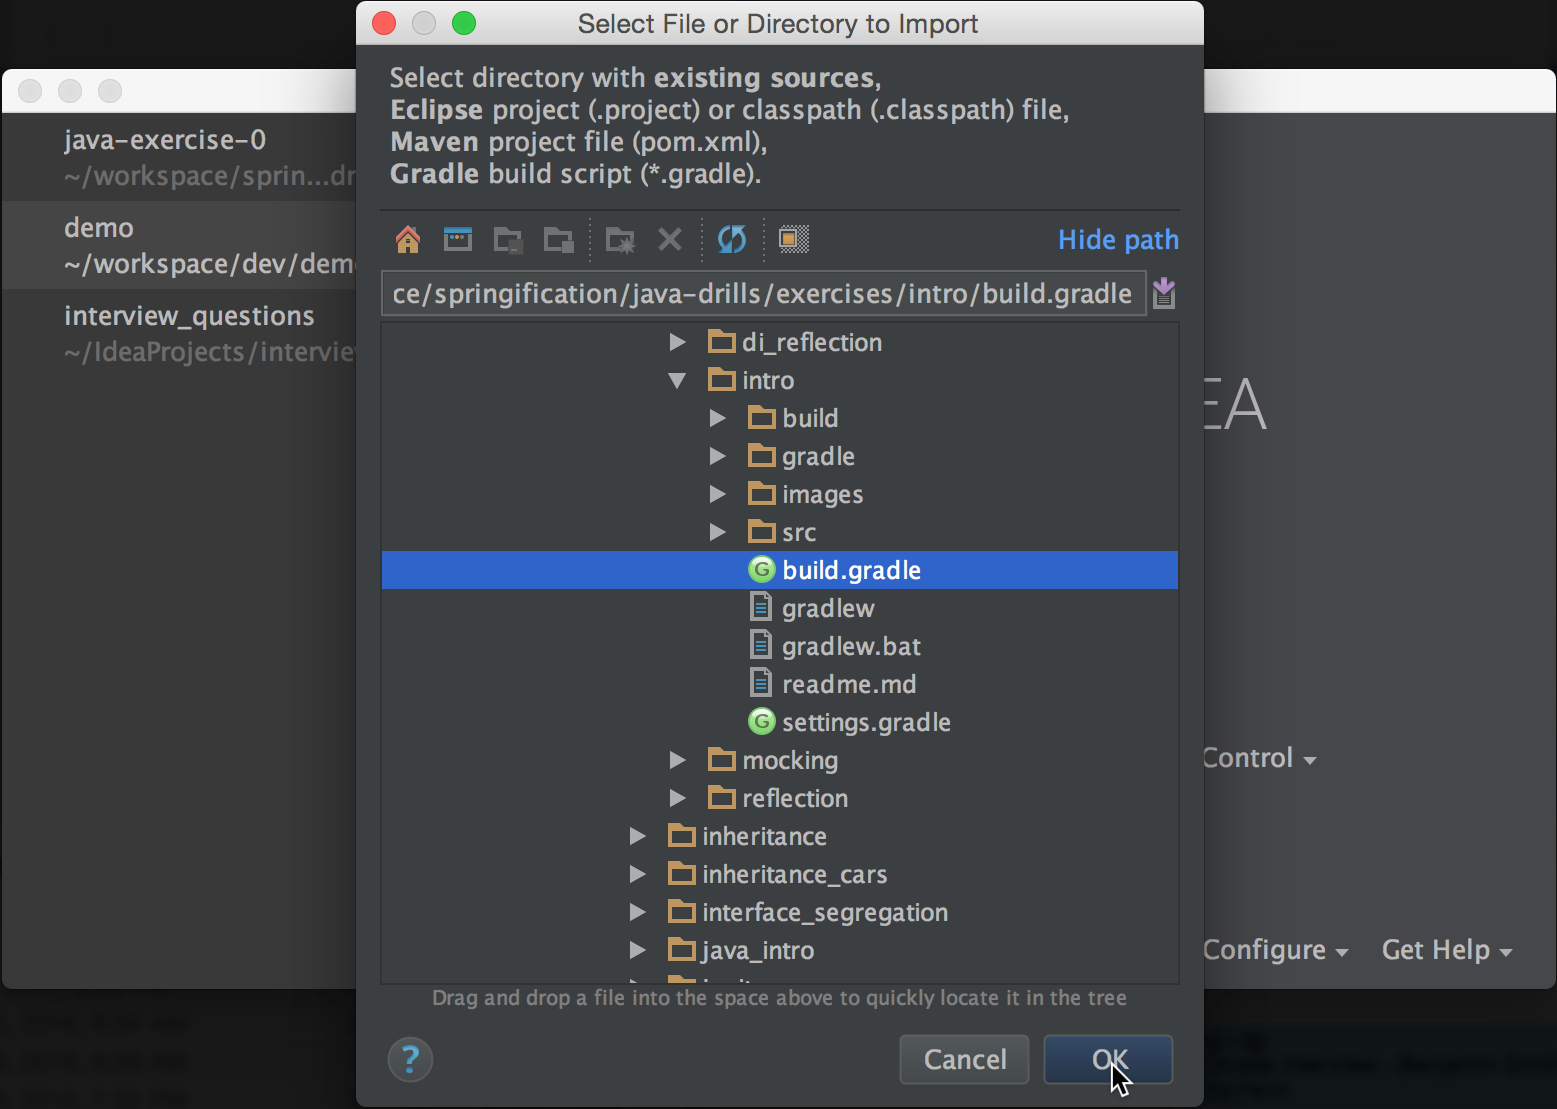 Select File or Directory to Import
Select directory with existing sources,
Eclipse project (.project) or classpath (.classpath) file,
Maven project file (pom.xml),
Gradle build script (*.gradle).
Hide path
ce/springification/java-drills/exercises/intro/build.gradle
di_reflection
intro
build
gradle
images
src
build.gradle
gradlew
gradlew.bat
readme.md
settings.gradle
mocking
reflection
inheritance
inheritance_cars
interface_segregation
java_intro
Drag and drop a file into the space above to quickly locate it in the tree
?
Cancel
OK
java-exercise-0
~/workspace/sprin...dr
demo
~/workspace/dev/dem
interview_questions
~/IdeaProjects/intervie
EA
Control
Configure
Get Help